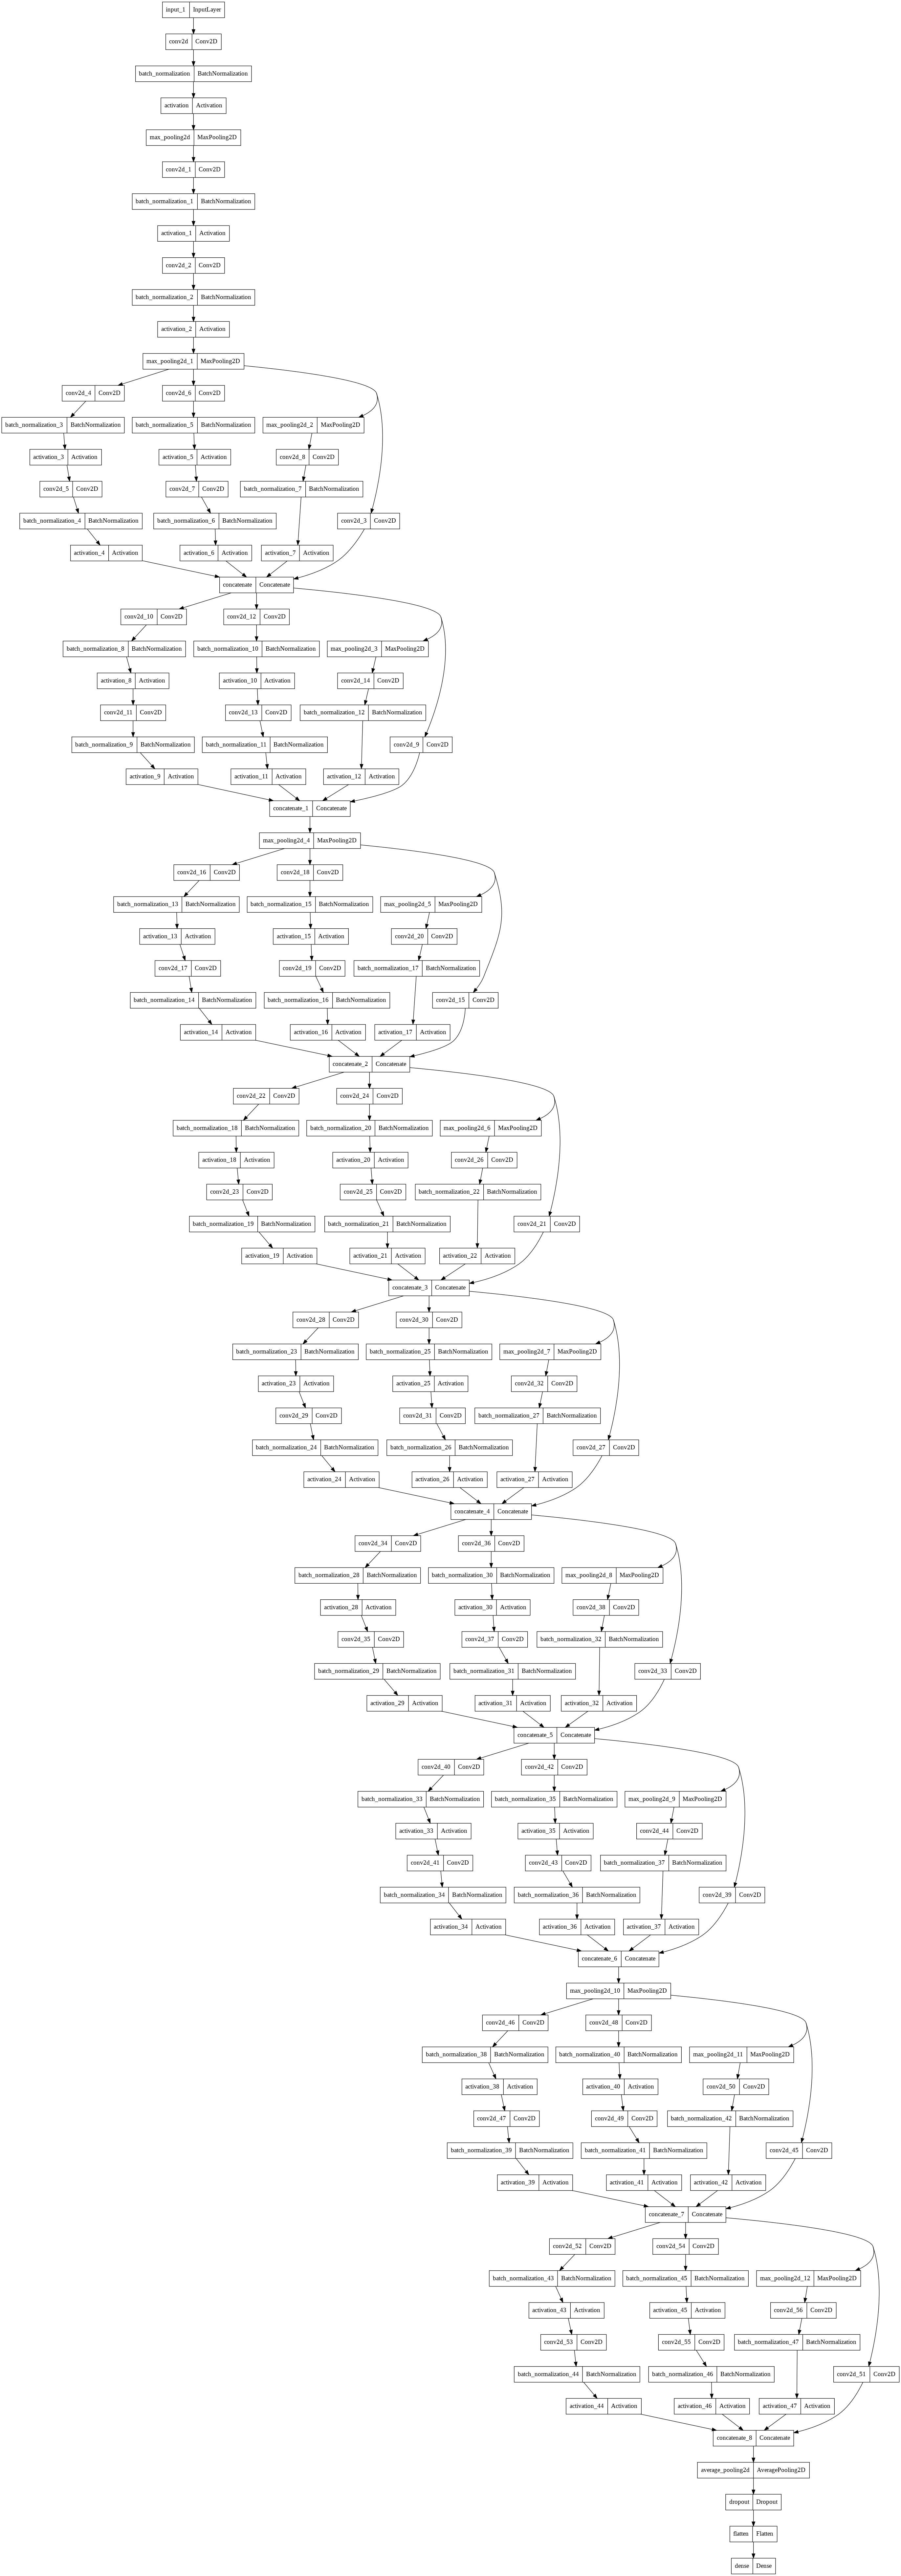 input_1 InputLayer
conv2d Conv2D
batch_normalization BatchNormalization
activation Activation
max_pooling2d MaxPooling2D
conv2d_1 Conv2D
batch_normalization_1 BatchNormalization
activation_1 Activation
conv2d_2 Conv2D
batch_normalization_2 BatchNormalization
activation_2 Activation
max_pooling2d_1 MaxPooling2D
conv2d_4 Conv2D conv2d_6 Conv2D
batch_normalization_3 BatchNormalization batch_normalization_5 BatchNormalization max_pooling2d_2 MaxPooling2D
activation_3 Activation activation_5 Activation conv2d_8 Conv2D
conv2d_5 Conv2D conv2d_7 Conv2D batch_normalization_7 BatchNormalization
batch_normalization_4 BatchNormalization batch_normalization_6 BatchNormalization conv2d_3 Conv2D
activation_4 Activation activation_6 Activation activation_7 Activation
concatenate Concatenate
conv2d_10 Conv2D conv2d_12 Conv2D
batch_normalization_8 BatchNormalization batch_normalization_10 BatchNormalization max_pooling2d_3 MaxPooling2D
activation_8 Activation activation_10 Activation conv2d_14 Conv2D
conv2d_11 Conv2D conv2d_13 Conv2D batch_normalization_12 BatchNormalization
batch_normalization_9 BatchNormalization batch_normalization_11 BatchNormalization conv2d_9 Conv2D
activation_9 Activation activation_11 Activation activation_12 Activation
concatenate_1 Concatenate
max_pooling2d_4 MaxPooling2D
conv2d_16 Conv2D conv2d_18 Conv2D
batch_normalization_13 BatchNormalization batch_normalization_15 BatchNormalization max_pooling2d_5 MaxPooling2D
activation_13 Activation activation_15 Activation conv2d_20 Conv2D
conv2d_17 Conv2D conv2d_19 Conv2D batch_normalization_17 BatchNormalization
batch_normalization_14 BatchNormalization batch_normalization_16 BatchNormalization conv2d_15 Conv2D
activation_14 Activation activation_16 Activation activation_17 Activation
concatenate_2 Concatenate
conv2d_22 Conv2D conv2d_24 Conv2D
batch_normalization_18 BatchNormalization batch_normalization_20 BatchNormalization max_pooling2d_6 MaxPooling2D
activation_18 Activation activation_20 Activation conv2d_26 Conv2D
conv2d_23 Conv2D conv2d_25 Conv2D batch_normalization_22 BatchNormalization
batch_normalization_19 BatchNormalization batch_normalization_21 BatchNormalization conv2d_21 Conv2D
activation_19 Activation activation_21 Activation activation_22 Activation
concatenate_3 Concatenate
conv2d_28 Conv2D conv2d_30 Conv2D
batch_normalization_23 BatchNormalization batch_normalization_25 BatchNormalization max_pooling2d_7 MaxPooling2D
activation_23 Activation activation_25 Activation conv2d_32 Conv2D
conv2d_29 Conv2D conv2d_31 Conv2D batch_normalization_27 BatchNormalization
batch_normalization_24 BatchNormalization batch_normalization_26 BatchNormalization conv2d_27 Conv2D
activation_24 Activation activation_26 Activation activation_27 Activation
concatenate_4 Concatenate
conv2d_34 Conv2D conv2d_36 Conv2D
batch_normalization_28 BatchNormalization batch_normalization_30 BatchNormalization max_pooling2d_8 MaxPooling2D
activation_28 Activation activation_30 Activation conv2d_38 Conv2D
conv2d_35 Conv2D conv2d_37 Conv2D batch_normalization_32 BatchNormalization
batch_normalization_29 BatchNormalization batch_normalization_31 BatchNormalization conv2d_33 Conv2D
activation_29 Activation activation_31 Activation activation_32 Activation
concatenate_5 Concatenate
conv2d_40 Conv2D conv2d_42 Conv2D
batch_normalization_33 BatchNormalization batch_normalization_35 BatchNormalization max_pooling2d_9 MaxPooling2D
activation_33 Activation activation_35 Activation conv2d_44 Conv2D
conv2d_41 Conv2D conv2d_43 Conv2D batch_normalization_37 BatchNormalization
batch_normalization_34 BatchNormalization batch_normalization_36 BatchNormalization conv2d_39 Conv2D
activation_34 Activation activation_36 Activation activation_37 Activation
concatenate_6 Concatenate
max_pooling2d_10 MaxPooling2D
conv2d_46 Conv2D conv2d_48 Conv2D
batch_normalization_38 BatchNormalization batch_normalization_40 BatchNormalization max_pooling2d_11 MaxPooling2D
activation_38 Activation activation_40 Activation conv2d_50 Conv2D
conv2d_47 Conv2D conv2d_49 Conv2D batch_normalization_42 BatchNormalization
batch_normalization_39 BatchNormalization batch_normalization_41 BatchNormalization conv2d_45 Conv2D
activation_39 Activation activation_41 Activation activation_42 Activation
concatenate_7 Concatenate
conv2d_52 Conv2D conv2d_54 Conv2D
batch_normalization_43 BatchNormalization batch_normalization_45 BatchNormalization max_pooling2d_12 MaxPooling2D
activation_43 Activation activation_45 Activation conv2d_56 Conv2D
conv2d_53 Conv2D conv2d_55 Conv2D batch_normalization_47 BatchNormalization
batch_normalization_44 BatchNormalization batch_normalization_46 BatchNormalization conv2d_51 Conv2D
activation_44 Activation activation_46 Activation activation_47 Activation
concatenate_8 Concatenate
average_pooling2d AveragePooling2D
dropout Dropout
flatten Flatten
dense Dense